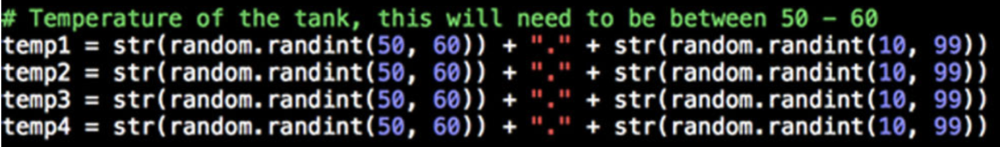 # Temperature of the tank, this will need to be between 50 – 60
temp1 = str(random.randint(50, 60)) + "." + str(random.randint(10, 99))
temp2 = str(random.randint(50, 60)) + "." + str(random.randint(10, 99))
temp3 = str(random.randint(50, 60)) + "." + str(random.randint(10, 99))
temp4 = str(random.randint(50, 60)) + "." + str(random.randint(10, 99))